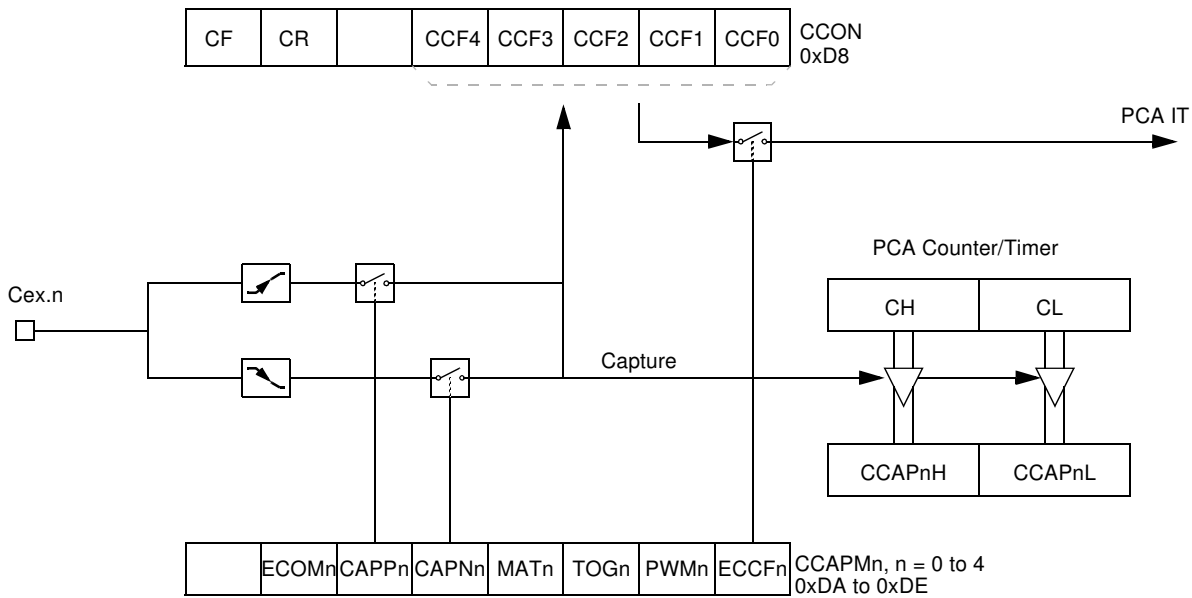 CF CR CCF4 CCF3 CCF2 CCF1 CCF0 CCON
0xD8
PCA IT
PCA Counter/Timer
Cex.n
CH CL
Capture
CCAPnH CCAPnL
ECOMn CAPPn CAPNn MATn TOGn PWMn ECCFn CCAPMn, n = 0 to 4
0xDA to 0xDE